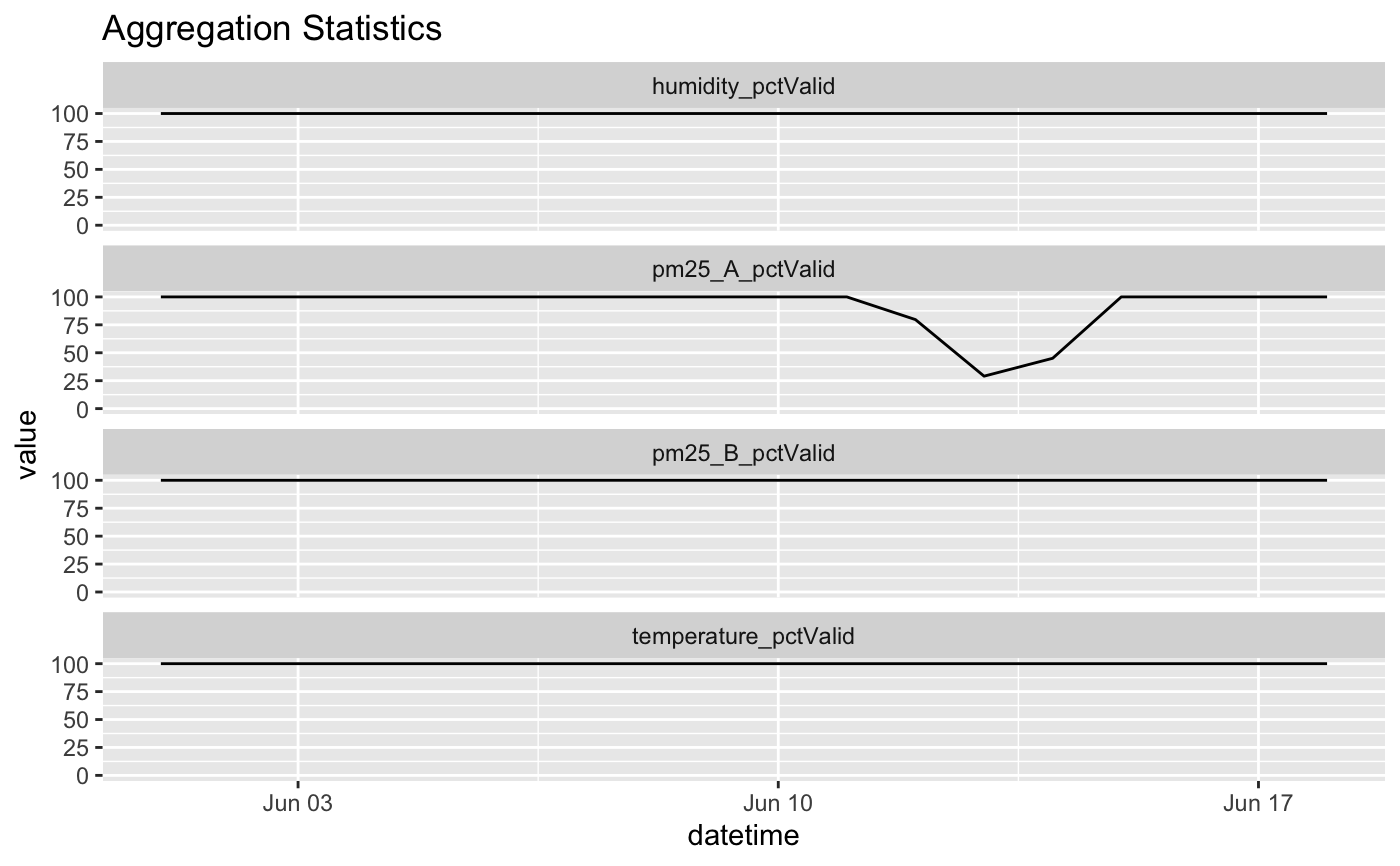 Aggregation Statistics
humidity_pctValid
100
75
50
25
0
pm25_A_pctValid
100
75
50
25
0
value
pm25_B_pctValid
100
75
50
25
0
temperature_pctValid
100
75
50
25
0
Jun 03 Jun 10 Jun 17
datetime